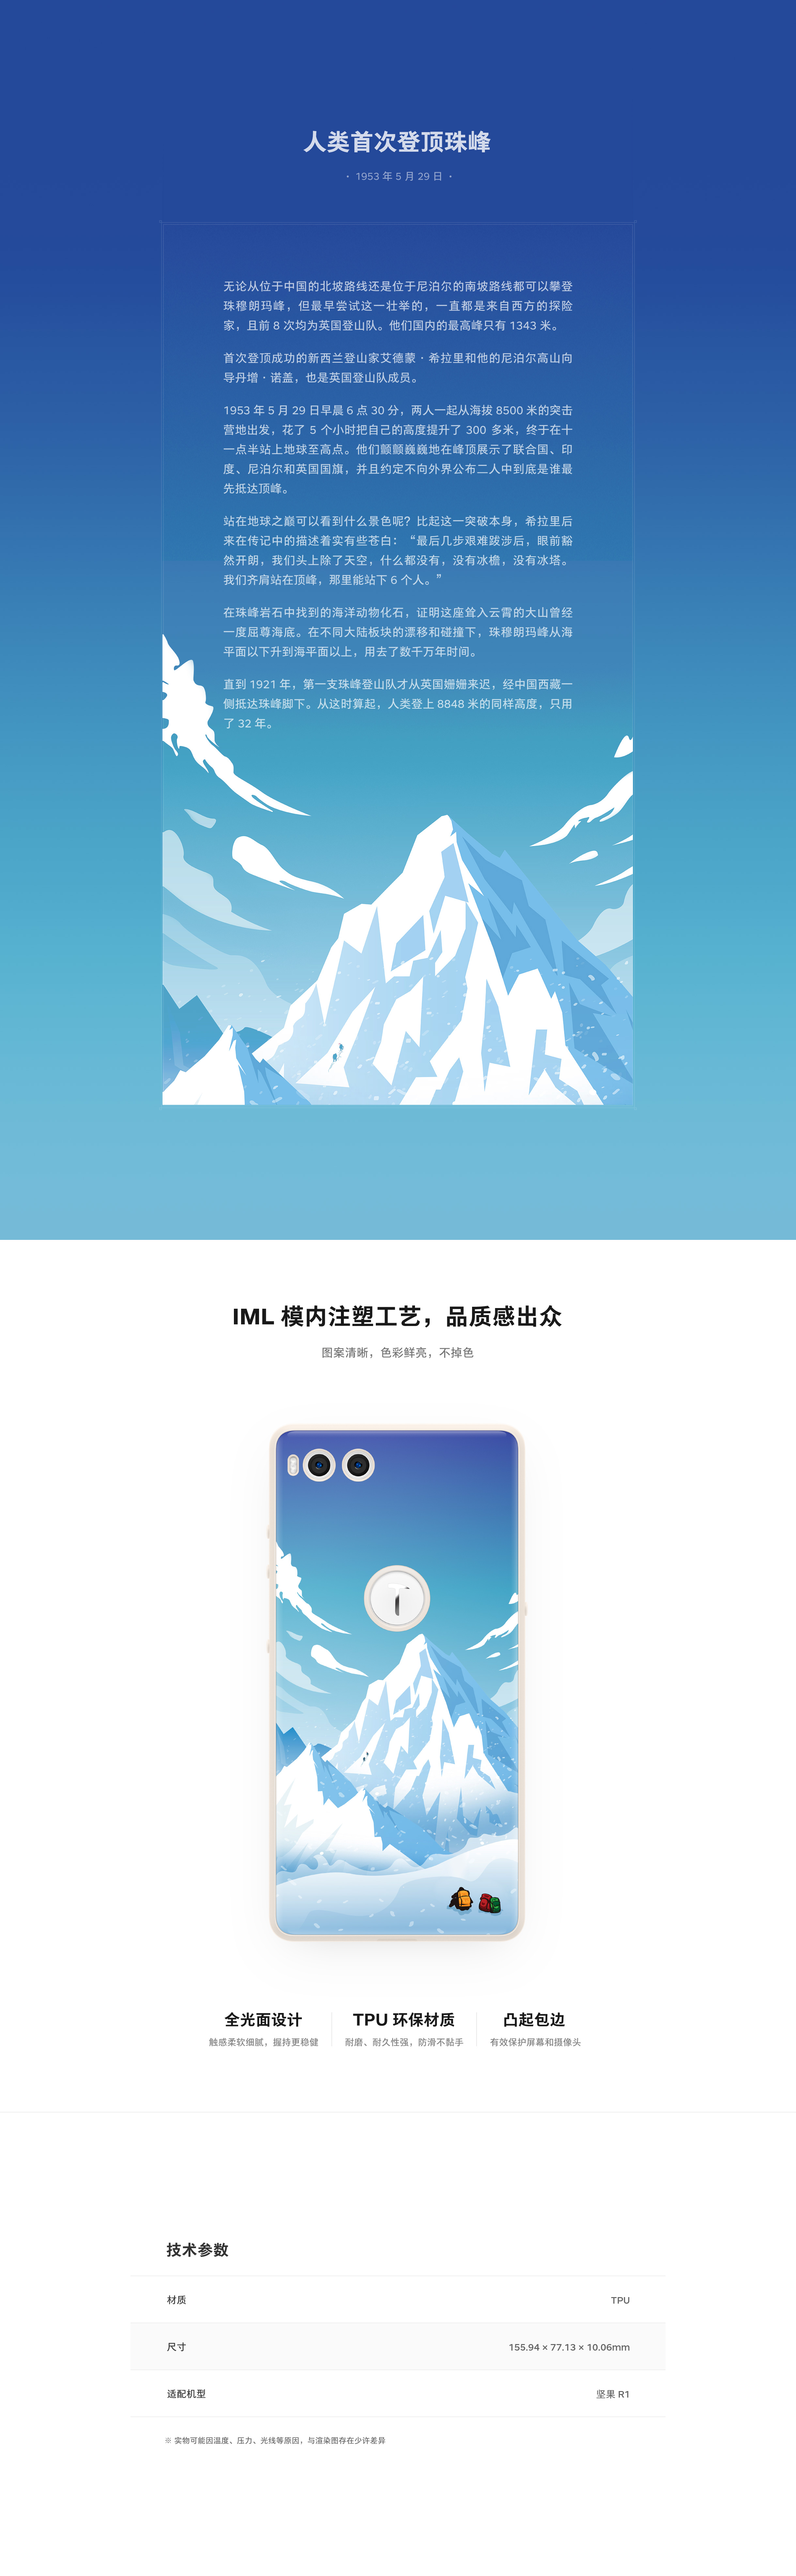 人类首次登顶珠峰
· 1953 年 5 月 29 日 ·
无论从位于中国的北坡路线还是位于尼泊尔的南坡路线都可以攀登
珠穆朗玛峰，但最早尝试这一壮举的，一直都是来自西方的探险
家，且前 8 次均为英国登山队。他们国内的最高峰只有 1343 米。
首次登顶成功的新西兰登山家艾德蒙 · 希拉里和他的尼泊尔高山向
导丹增 · 诺盖，也是英国登山队成员。
1953 年 5 月 29 日早晨 6 点 30 分，两人一起从海拔 8500 米的突击
营地出发，花了 5 个小时把自己的高度提升了 300 多米，终于在十
一点半站上地球至高点。他们颤颤巍巍地在峰顶展示了联合国、印
度、尼泊尔和英国国旗，并且约定不向外界公布二人中到底是谁最
先抵达顶峰。
站在地球之巅可以看到什么景色呢？比起这一突破本身，希拉里后
来在传记中的描述着实有些苍白：“最后几步艰难跋涉后，眼前豁
然开朗，我们头上除了天空，什么都没有，没有冰檐，没有冰塔。
我们齐肩站在顶峰，那里能站下 6 个人。”
在珠峰岩石中找到的海洋动物化石，证明这座耸入云霄的大山曾经
一度屈尊海底。在不同大陆板块的漂移和碰撞下，珠穆朗玛峰从海
平面以下升到海平面以上，用去了数千万年时间。
直到 1921 年，第一支珠峰登山队才从英国姗姗来迟，经中国西藏一
侧抵达珠峰脚下。从这时算起，人类登上 8848 米的同样高度，只用
了 32 年。
IML 模内注塑工艺，品质感出众
图案清晰，色彩鲜亮，不掉色
全光面设计
触感柔软细腻，握持更稳健
TPU 环保材质
耐磨、耐久性强，防滑不黏手
凸起包边
有效保护屏幕和摄像头
技术参数
材质 TPU
尺寸 155.94 × 77.13 × 10.06mm
适配机型 坚果 R1
※ 实物可能因温度、压力、光线等原因，与渲染图存在少许差异